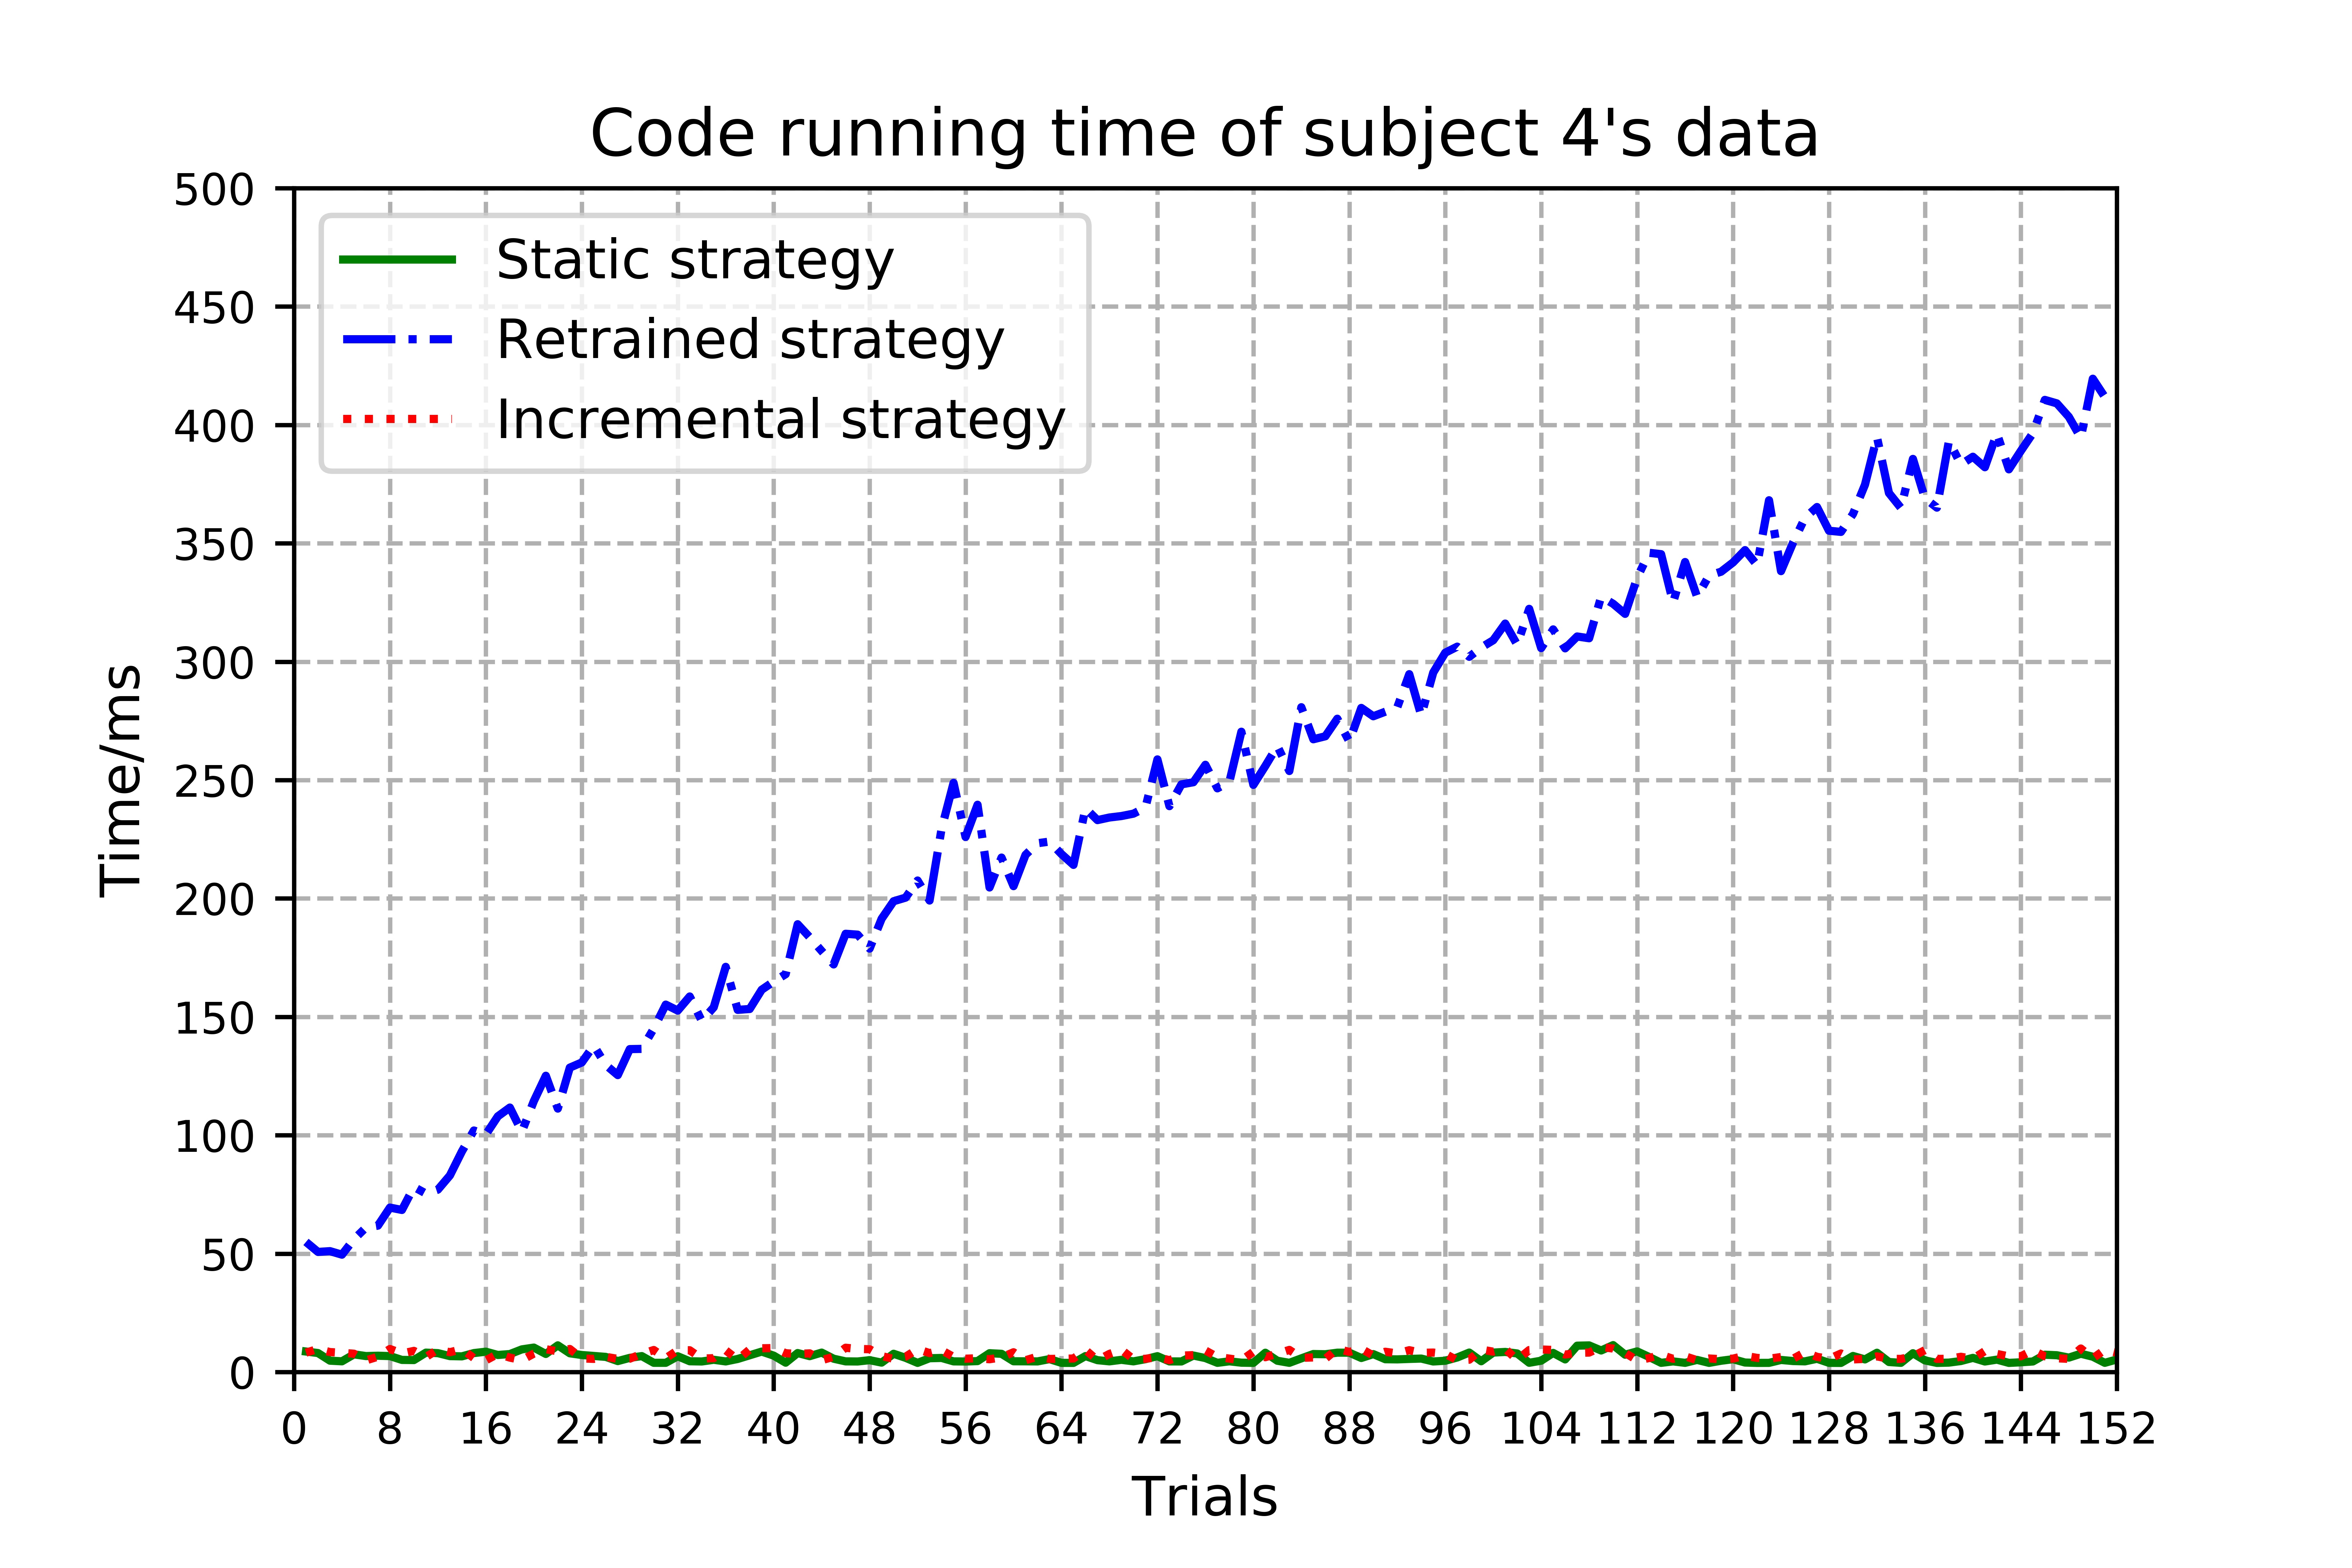 Code running time of subject 4's data
500
450
400
350
300
250
200
150
100
50
0
Time/ms
Static strategy
Retrained strategy
Incremental strategy
0 8 16 24 32 40 48 56 64 72 80 88 96 104 112 120 128 136 144 152
Trials